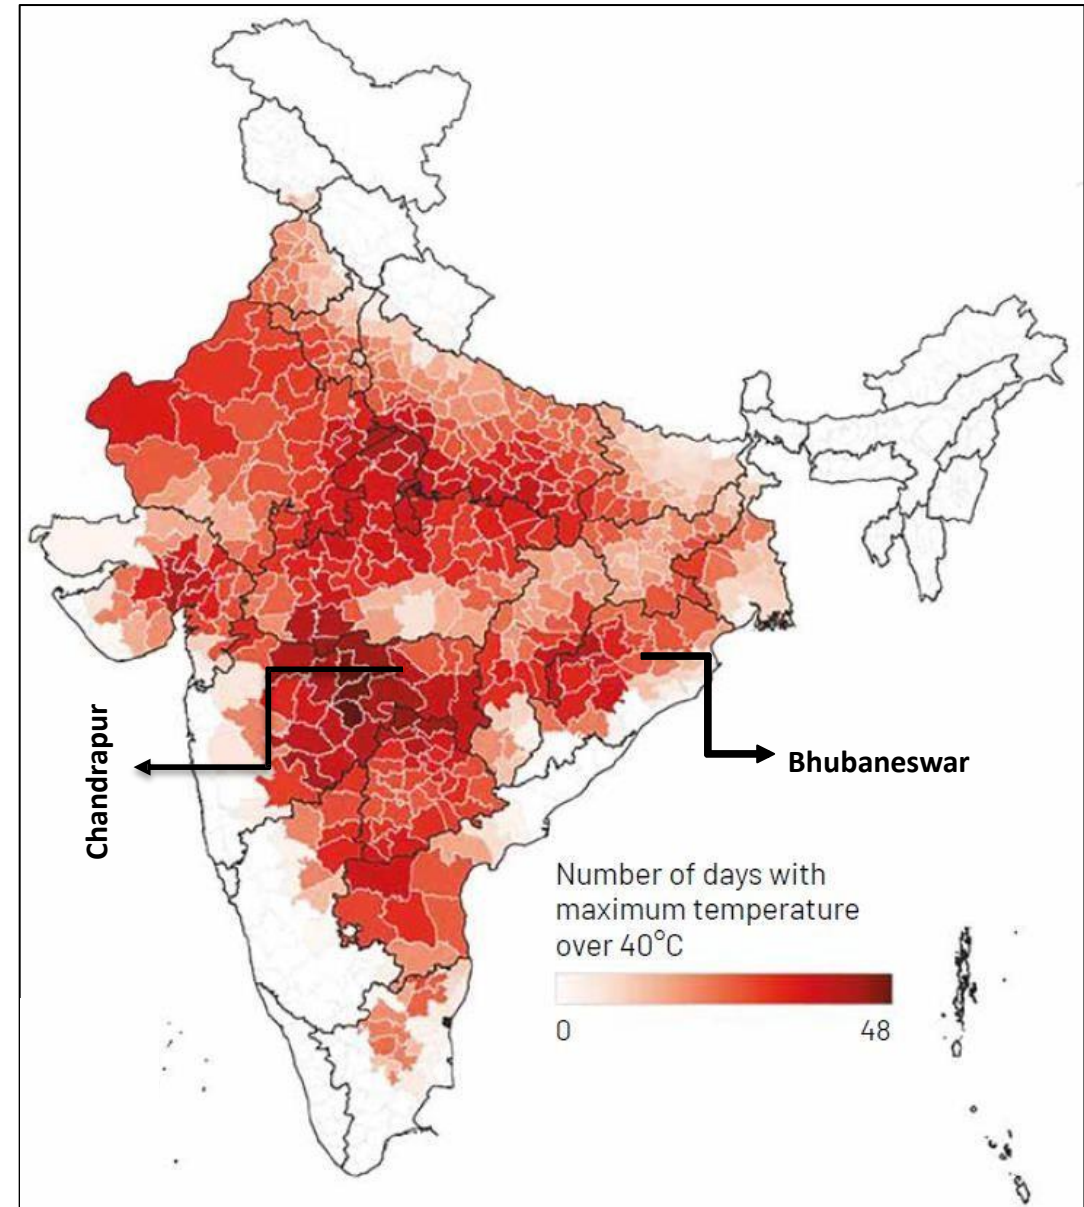 Chandrapur
Bhubaneswar
Number of days with
maximum temperature
over 40°C
0 48